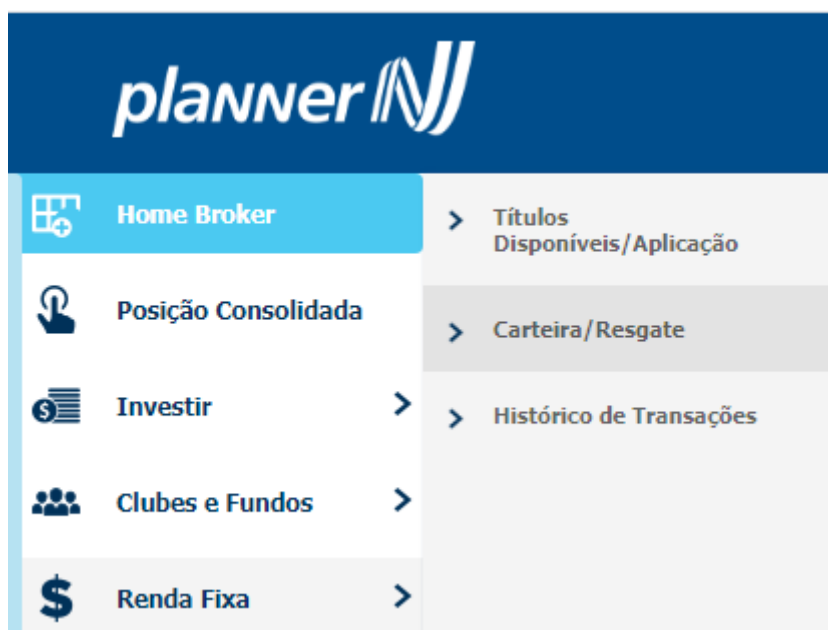 planner
Home Broker
Posição Consolidada
Investir
Clubes e Fundos
Renda Fixa
Títulos
Disponíveis/Aplicação
Carteira/Resgate
Histórico de Transações